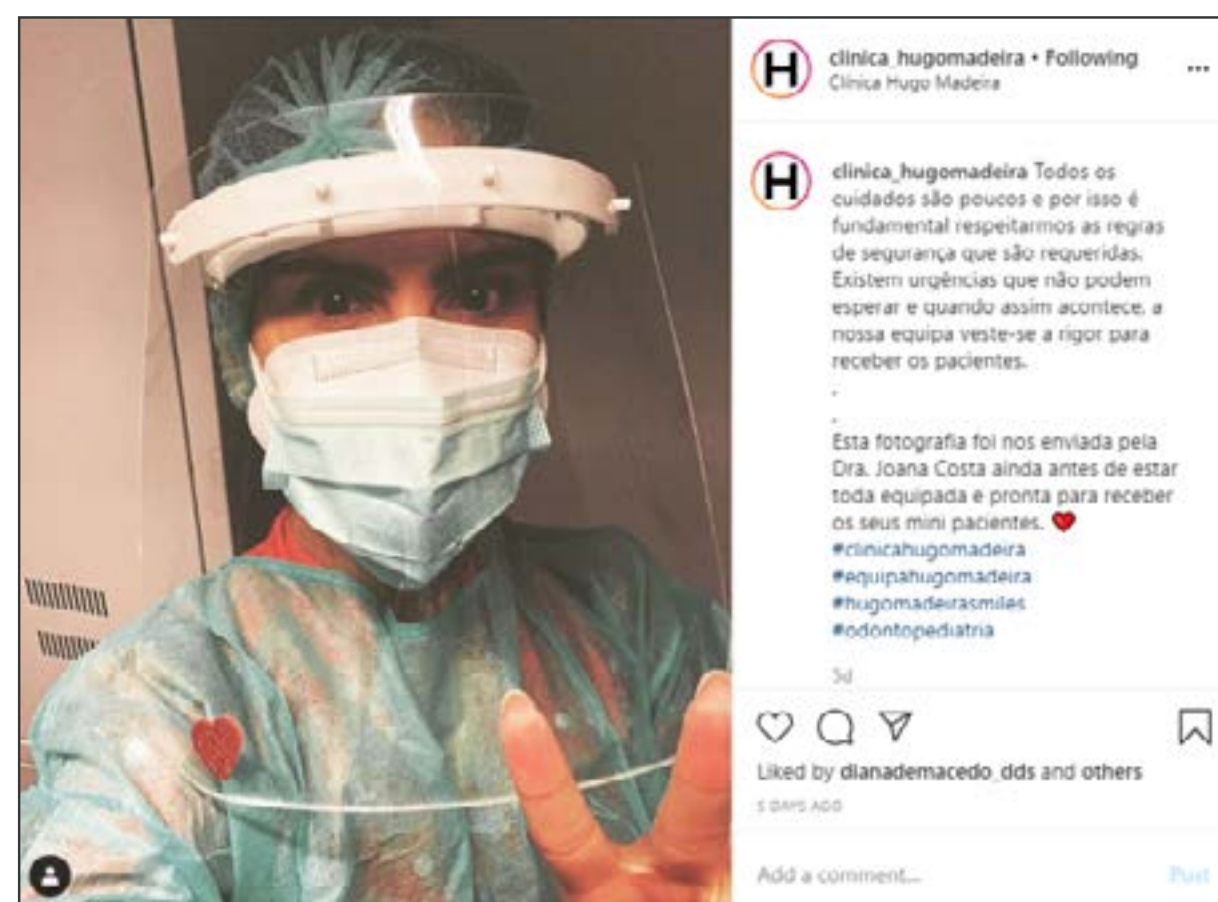 clinica_hugomadeira • Following
Clínica Hugo Madeira
clinica_hugomadeira Todos os
cuidados são poucos e por isso é
fundamental respeitarmos as regras
de segurança que são requeridas.
Existem urgências que não podem
esperar e quando assim acontece, a
nossa equipa veste-se a rigor para
receber os pacientes.
.
.
Esta fotografia foi nos enviada pela
Dra. Joana Costa ainda antes de estar
toda equipada e pronta para receber
os seus mini pacientes. ❤️
#clinicahugomadeira
#equipahugomadeira
#hugomadeirasmiles
#odontopediatria
5d
Liked by dianademacedo_dds and others
5 DAYS AGO
Add a comment...
Post